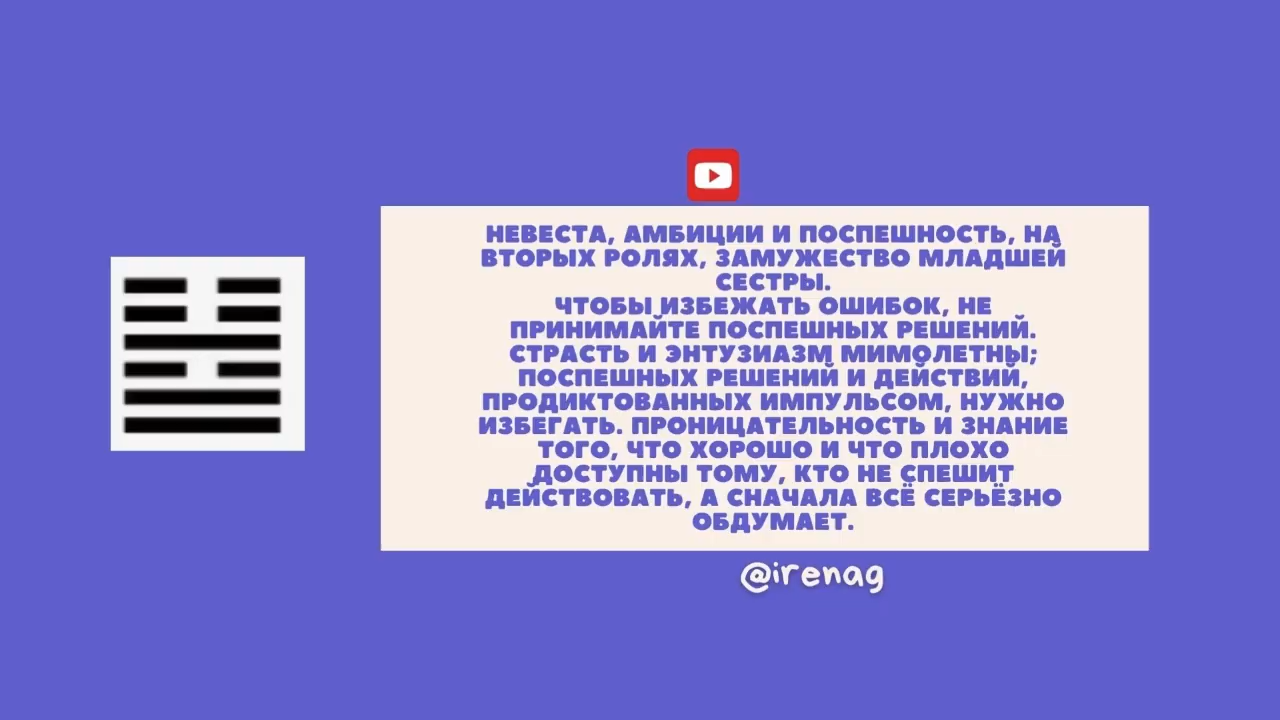 НЕВЕСТА, АМБИЦИИ И ПОСПЕШНОСТЬ, НА
ВТОРЫХ РОЛЯХ, ЗАМУЖЕСТВО МЛАДШЕЙ
СЕСТРЫ.
ЧТОБЫ ИЗБЕЖАТЬ ОШИБОК, НЕ
ПРИНИМАЙТЕ ПОСПЕШНЫХ РЕШЕНИЙ.
СТРАСТЬ И ЭНТУЗИАЗМ МИМОЛЕТНЫ;
ПОСПЕШНЫХ РЕШЕНИЙ И ДЕЙСТВИЙ,
ПРОДИКТОВАННЫХ ИМПУЛЬСОМ, НУЖНО
ИЗБЕГАТЬ. ПРОНИЦАТЕЛЬНОСТЬ И ЗНАНИЕ
ТОГО, ЧТО ХОРОШО И ЧТО ПЛОХО
ДОСТУПНЫ ТОМУ, КТО НЕ СПЕШИТ
ДЕЙСТВОВАТЬ, А СНАЧАЛА ВСЁ СЕРЬЁЗНО
ОБДУМАЕТ.
@irenag